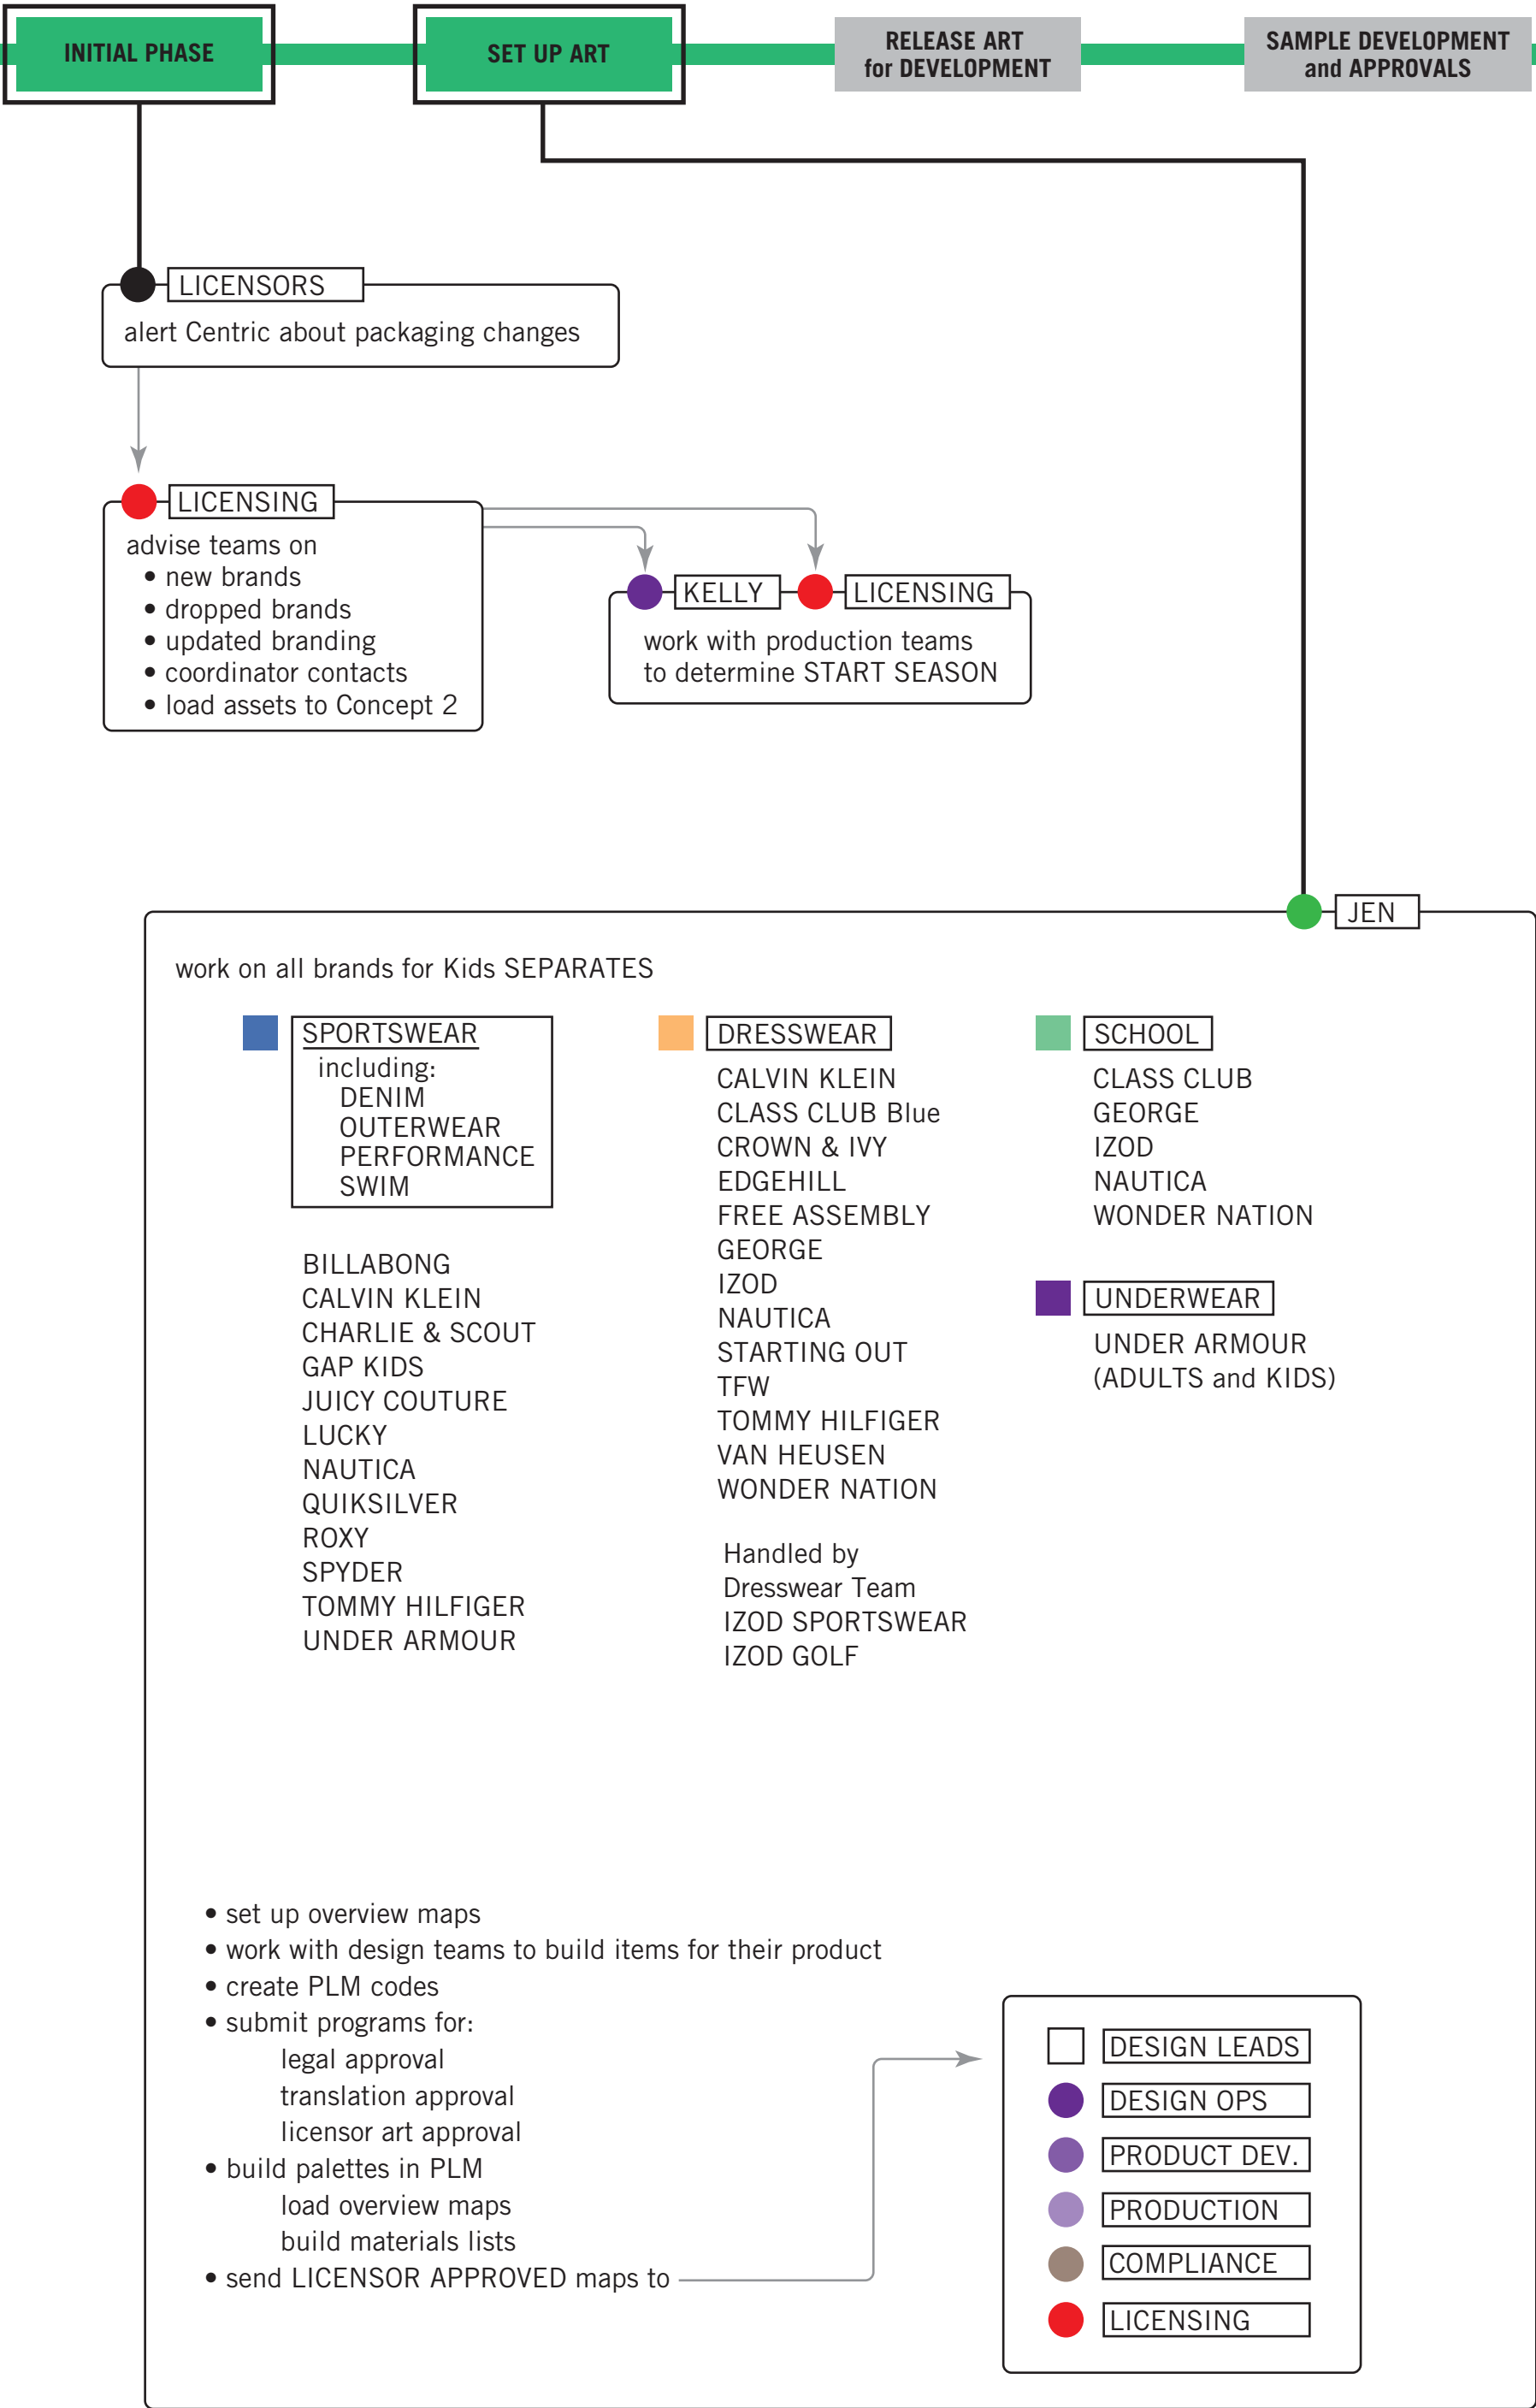 INITIAL PHASE
SET UP ART
RELEASE ART
for DEVELOPMENT
SAMPLE DEVELOPMENT
and APPROVALS
LICENSORS
alert Centric about packaging changes
LICENSING
advise teams on
• new brands
• dropped brands
• updated branding
• coordinator contacts
• load assets to Concept 2
KELLY
LICENSING
work with production teams
to determine START SEASON
JEN
work on all brands for Kids SEPARATES
SPORTSWEAR
including:
DENIM
OUTERWEAR
PERFORMANCE
SWIM
BILLABONG
CALVIN KLEIN
CHARLIE & SCOUT
GAP KIDS
JUICY COUTURE
LUCKY
NAUTICA
QUIKSILVER
ROXY
SPYDER
TOMMY HILFIGER
UNDER ARMOUR
DRESSWEAR
CALVIN KLEIN
CLASS CLUB Blue
CROWN & IVY
EDGEHILL
FREE ASSEMBLY
GEORGE
IZOD
NAUTICA
STARTING OUT
TFW
TOMMY HILFIGER
VAN HEUSEN
WONDER NATION
Handled by
Dresswear Team
IZOD SPORTSWEAR
IZOD GOLF
SCHOOL
CLASS CLUB
GEORGE
IZOD
NAUTICA
WONDER NATION
UNDERWEAR
UNDER ARMOUR
(ADULTS and KIDS)
• set up overview maps
• work with design teams to build items for their product
• create PLM codes
• submit programs for:
legal approval
translation approval
licensor art approval
• build palettes in PLM
load overview maps
build materials lists
• send LICENSOR APPROVED maps to
DESIGN LEADS
DESIGN OPS
PRODUCT DEV.
PRODUCTION
COMPLIANCE
LICENSING